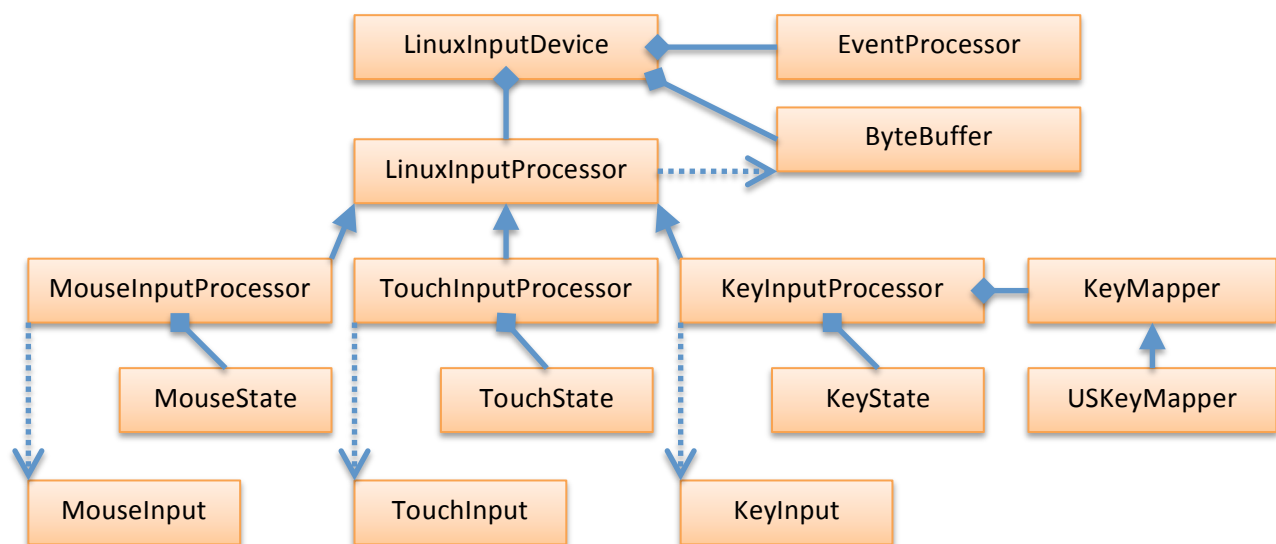 LinuxInputDevice
EventProcessor
ByteBuffer
LinuxInputProcessor
MouseInputProcessor
TouchInputProcessor
KeyInputProcessor
KeyMapper
MouseState
TouchState
KeyState
USKeyMapper
MouseInput
TouchInput
KeyInput